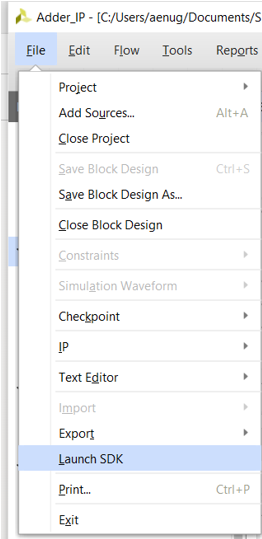 Adder_IP - [C:/Users/aenug/Documents/S
File Edit Flow Tools Reports
Project
Add Sources... Alt+A
Close Project
Save Block Design Ctrl+S
Save Block Design As...
Close Block Design
Constraints
Simulation Waveform
Checkpoint
IP
Text Editor
Import
Export
Launch SDK
Print... Ctrl+P
Exit